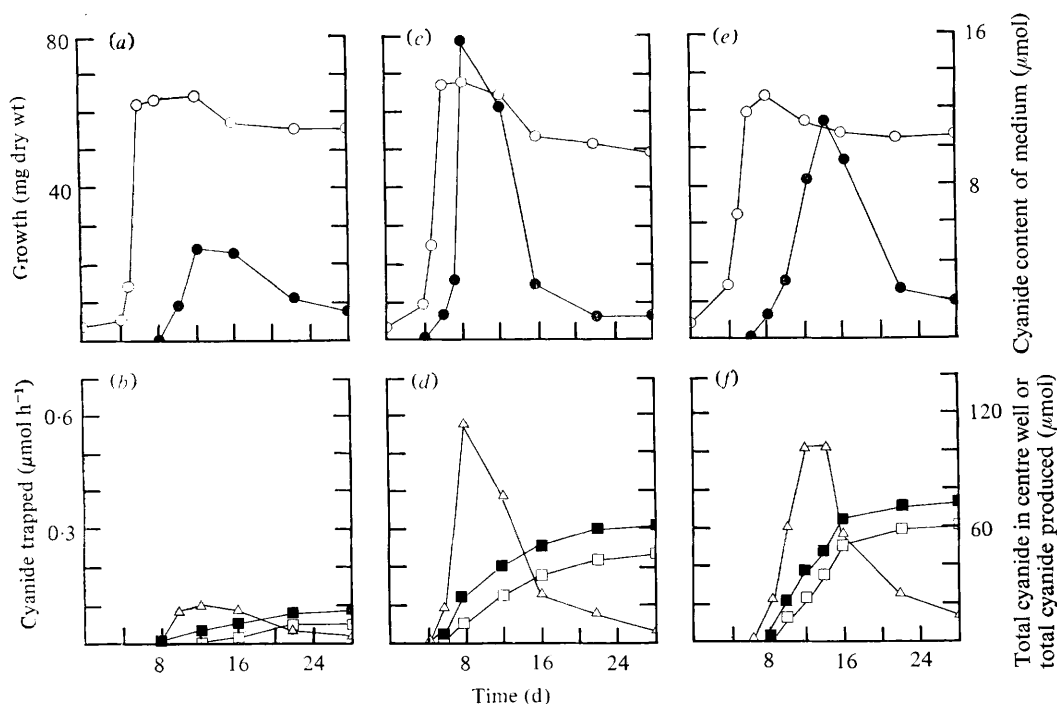 (a)
(c)
(e)
80
40
16
8
Growth (mg dry wt)
Cyanide content of medium (μmol)
(b)
(d)
(f)
0·6
0·3
120
60
Cyanide trapped (μmol h⁻¹)
Total cyanide in centre well or
total cyanide produced (μmol)
8 16 24 8 16 24 8 16 24
Time (d)